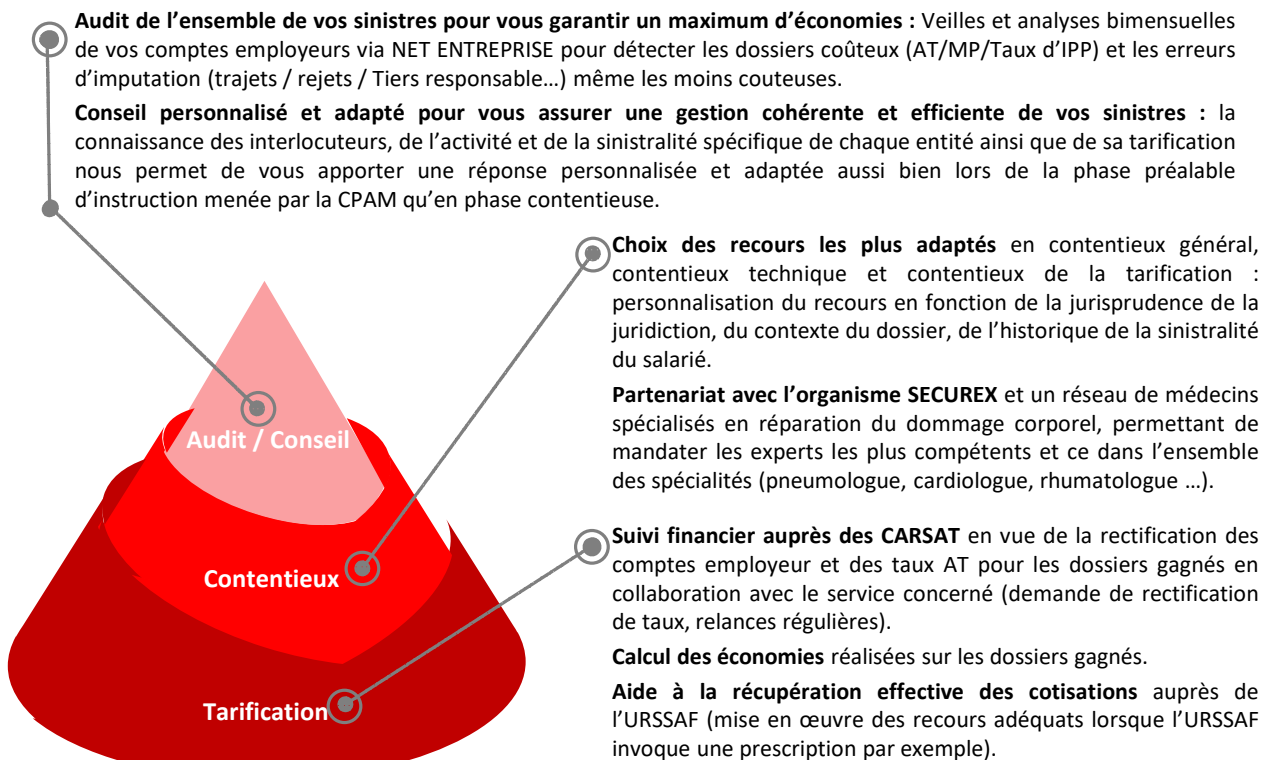 Audit de l’ensemble de vos sinistres pour vous garantir un maximum d’économies : Veilles et analyses bimensuelles
de vos comptes employeurs via NET ENTREPRISE pour détecter les dossiers coûteux (AT/MP/Taux d’IPP) et les erreurs
d’imputation (trajets / rejets / Tiers responsable…) même les moins couteuses.
Conseil personnalisé et adapté pour vous assurer une gestion cohérente et efficiente de vos sinistres : la
connaissance des interlocuteurs, de l’activité et de la sinistralité spécifique de chaque entité ainsi que de sa tarification
nous permet de vous apporter une réponse personnalisée et adaptée aussi bien lors de la phase préalable
d’instruction menée par la CPAM qu’en phase contentieuse.
Choix des recours les plus adaptés en contentieux général,
contentieux technique et contentieux de la tarification :
personnalisation du recours en fonction de la jurisprudence de la
juridiction, du contexte du dossier, de l’historique de la sinistralité
du salarié.
Partenariat avec l’organisme SECUREX et un réseau de médecins
spécialisés en réparation du dommage corporel, permettant de
mandater les experts les plus compétents et ce dans l’ensemble
des spécialités (pneumologue, cardiologue, rhumatologue …).
Suivi financier auprès des CARSAT en vue de la rectification des
comptes employeur et des taux AT pour les dossiers gagnés en
collaboration avec le service concerné (demande de rectification
de taux, relances régulières).
Calcul des économies réalisées sur les dossiers gagnés.
Aide à la récupération effective des cotisations auprès de
l’URSSAF (mise en œuvre des recours adéquats lorsque l’URSSAF
invoque une prescription par exemple).
Audit / Conseil
Contentieux
Tarification